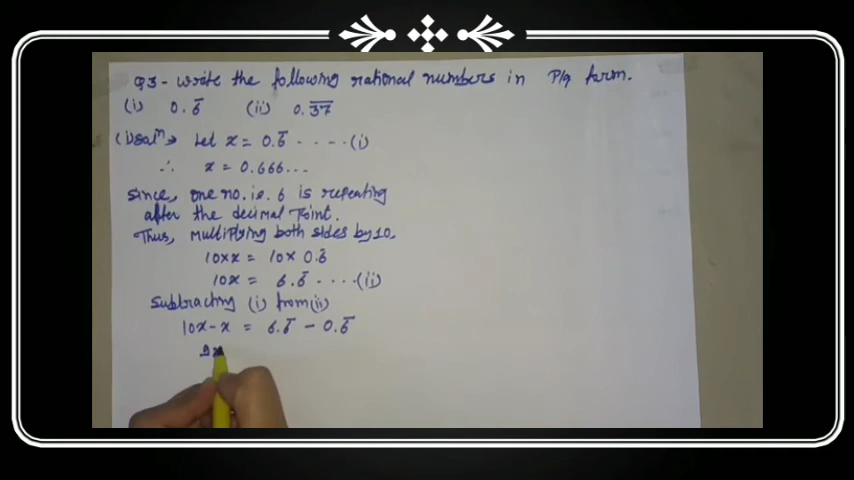 Q3 - Write the following rational numbers in P/q form.
(i) 0.6̅ (ii) 0.3̅7̅
(i) Solⁿ→ Let x = 0.6̅ - - - - (i)
∴ x = 0.666...
Since, one no. i.e. 6 is repeating
after the decimal Point.
Thus, multiplying both sides by 10,
10×x = 10× 0.6̅
10x = 6.6̅ - - - - (ii)
Subtracting (i) from (ii)
10x - x = 6.6̅ - 0.6̅
9x